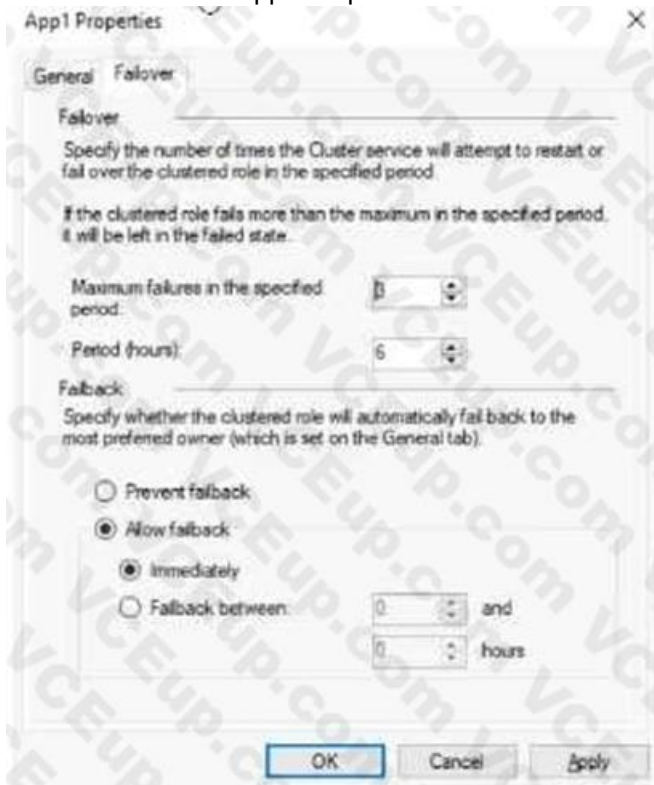 App1 Properties
General Failover
Failover
Specify the number of times the Cluster service will attempt to restart or
fail over the clustered role in the specified period.
If the clustered role fails more than the maximum in the specified period,
it will be left in the failed state.
Maximum failures in the specified
period:
Period (hours): 6
Failback
Specify whether the clustered role will automatically fail back to the
most preferred owner (which is set on the General tab).
Prevent failback
Allow failback
Immediately
Failback between: 0 and
0 hours
OK Cancel Apply
VCEup.com